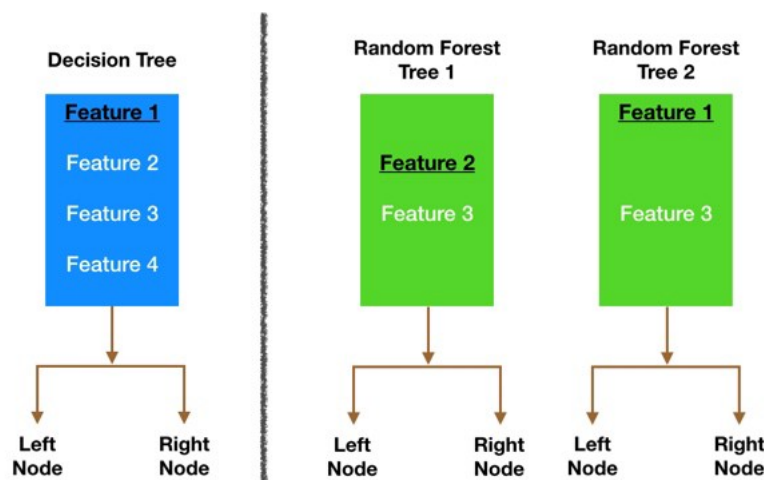 Decision Tree
Feature 1
Feature 2
Feature 3
Feature 4
Left
Node
Right
Node
Random Forest
Tree 1
Feature 2
Feature 3
Left
Node
Right
Node
Random Forest
Tree 2
Feature 1
Feature 3
Left
Node
Right
Node